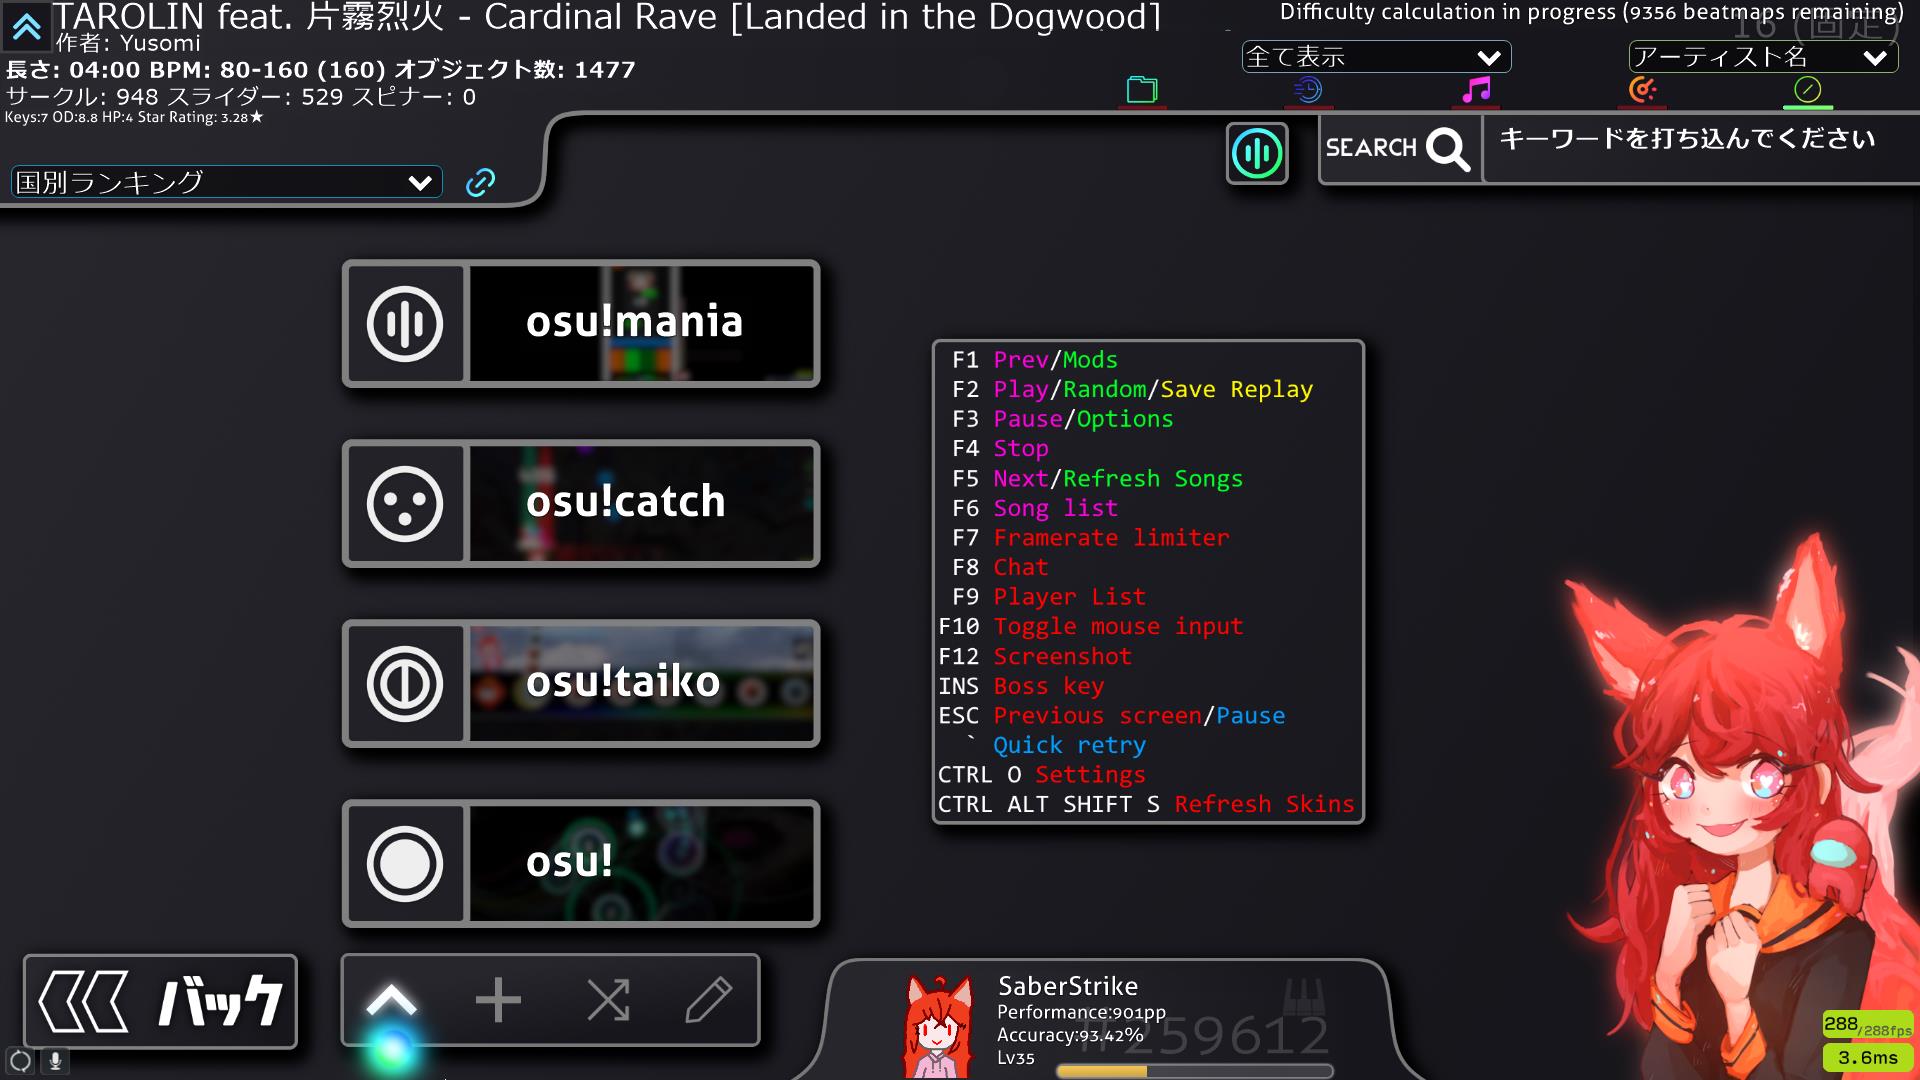 TAROLIN feat. 片霧烈火 - Cardinal Rave [Landed in the Dogwood]
作者: Yusomi
長さ: 04:00 BPM: 80-160 (160) オブジェクト数: 1477
サークル: 948 スライダー: 529 スピナー: 0
Keys:7 OD:8.8 HP:4 Star Rating: 3.28★
Difficulty calculation in progress (9356 beatmaps remaining)
16 (固定)
全て表示
アーティスト名
国別ランキング
SEARCH
キーワードを打ち込んでください
osu!mania
osu!catch
osu!taiko
osu!
F1 Prev/Mods
F2 Play/Random/Save Replay
F3 Pause/Options
F4 Stop
F5 Next/Refresh Songs
F6 Song list
F7 Framerate limiter
F8 Chat
F9 Player List
F10 Toggle mouse input
F12 Screenshot
INS Boss key
ESC Previous screen/Pause
` Quick retry
CTRL O Settings
CTRL ALT SHIFT S Refresh Skins
バック
SaberStrike
Performance:901pp
Accuracy:93.42%
Lv35
#259612
288/288fps
3.6ms